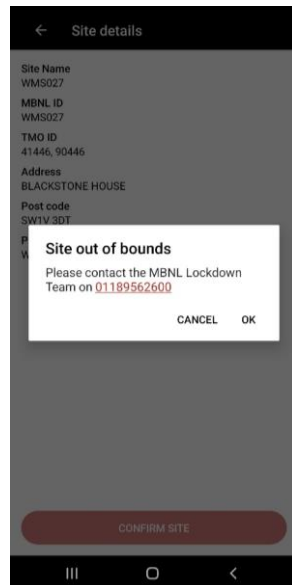 Site details
Site Name
WMS027
MBNL ID
WMS027
TMO ID
41446, 90446
Address
BLACKSTONE HOUSE
Post code
SW1V 3DT
P
W
Site out of bounds
Please contact the MBNL Lockdown
Team on 01189562600
CANCEL OK
CONFIRM SITE